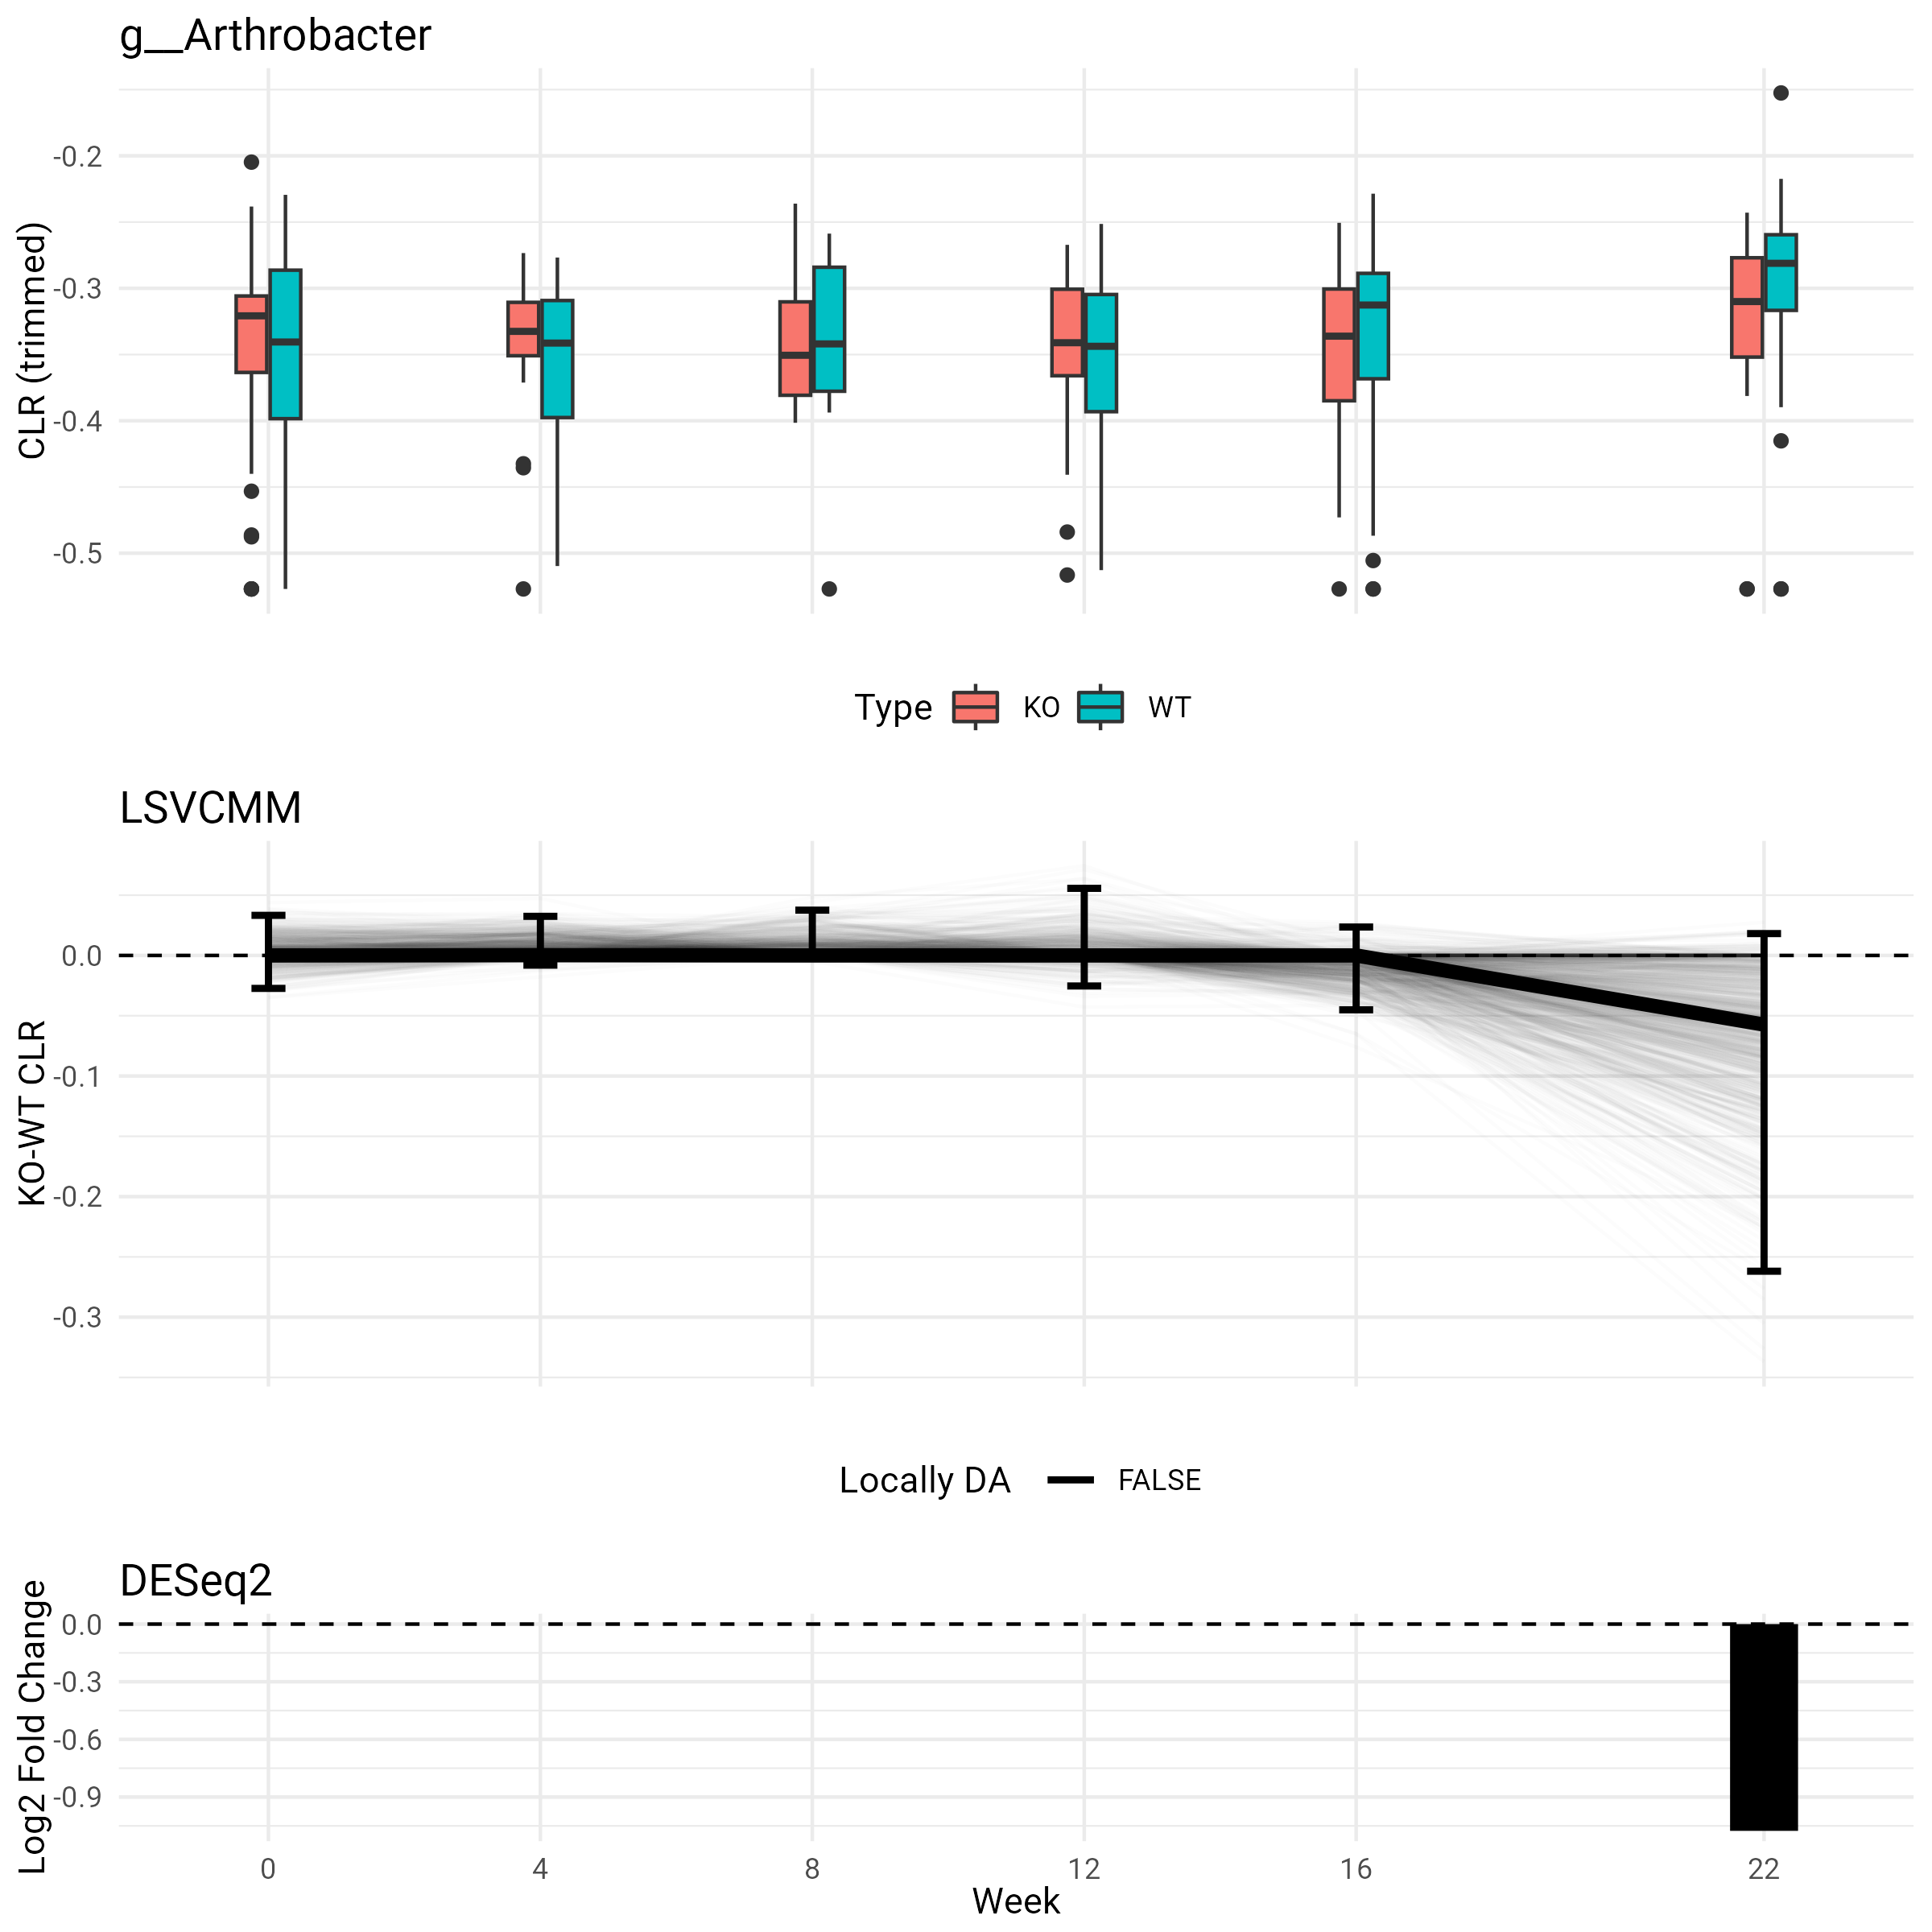 g__Arthrobacter
CLR (trimmed)
-0.2
-0.3
-0.4
-0.5
Type KO WT
LSVCMM
KO-WT CLR
0.0
-0.1
-0.2
-0.3
Locally DA FALSE
DESeq2
Log2 Fold Change
0.0
-0.3
-0.6
-0.9
0 4 8 12 16 22
Week